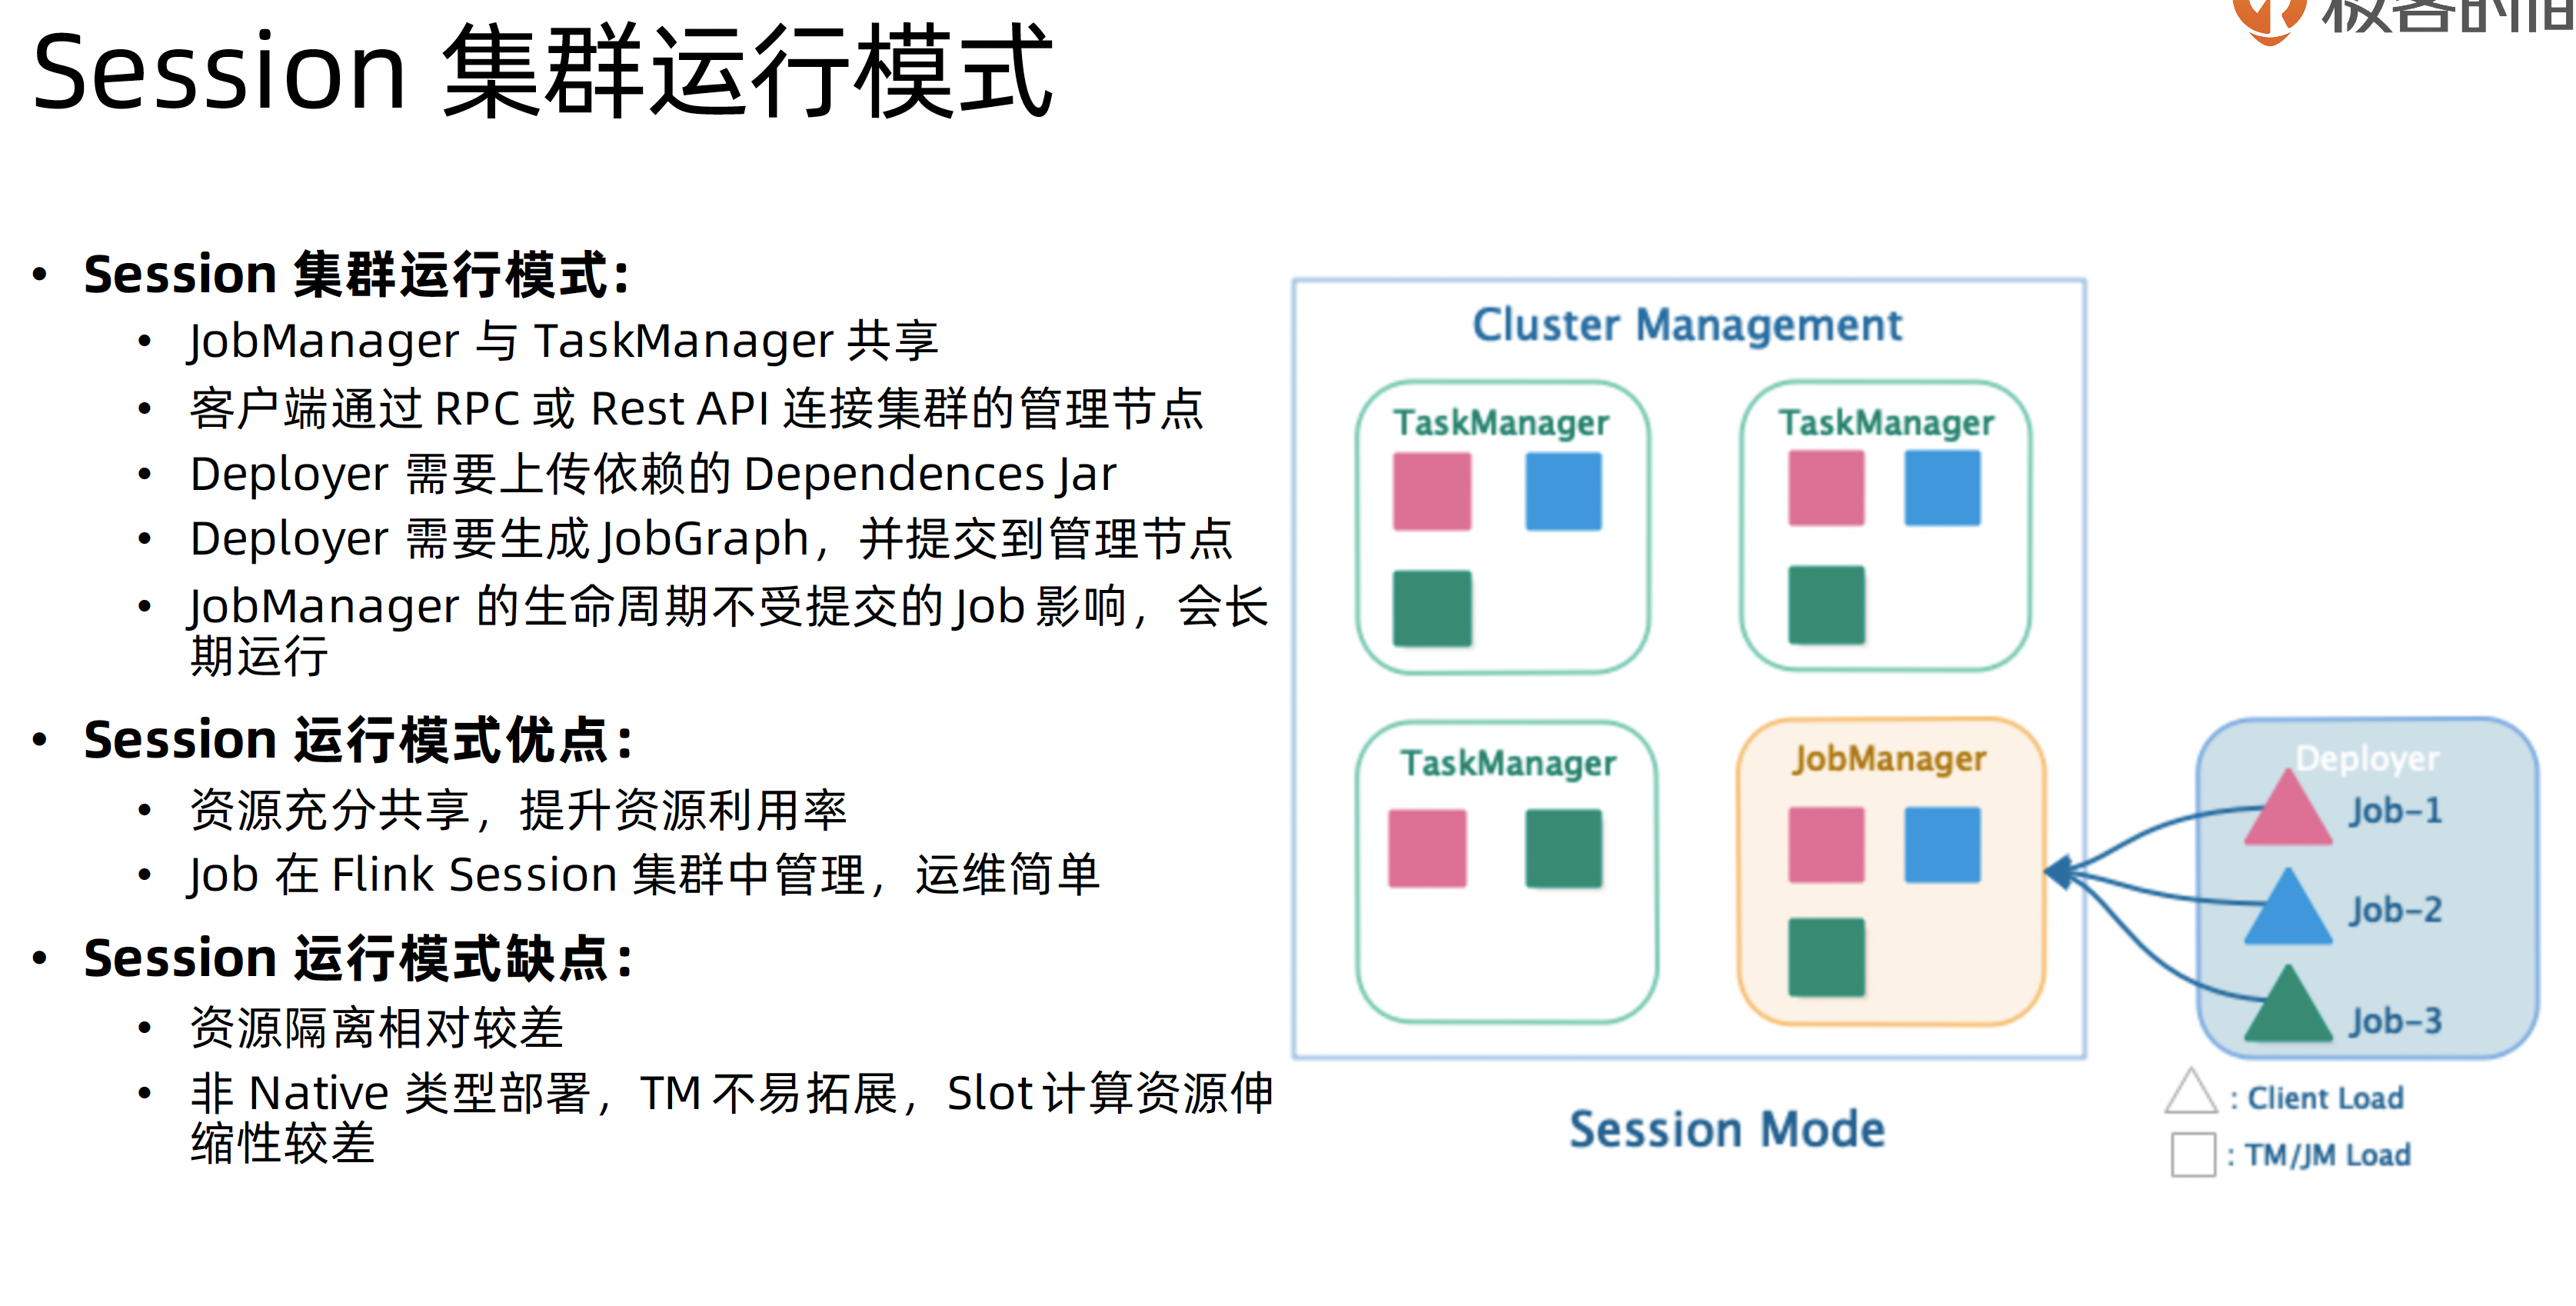 Session 集群运行模式
• Session 集群运行模式：
• JobManager 与 TaskManager 共享
• 客户端通过 RPC 或 Rest API 连接集群的管理节点
• Deployer 需要上传依赖的 Dependences Jar
• Deployer 需要生成 JobGraph，并提交到管理节点
• JobManager 的生命周期不受提交的 Job 影响，会长
期运行
• Session 运行模式优点：
• 资源充分共享，提升资源利用率
• Job 在 Flink Session 集群中管理，运维简单
• Session 运行模式缺点：
• 资源隔离相对较差
• 非 Native 类型部署，TM 不易拓展，Slot 计算资源伸
缩性较差
Cluster Management
TaskManager
TaskManager
TaskManager
JobManager
Deployer
Job-1
Job-2
Job-3
: Client Load
: TM/JM Load
Session Mode